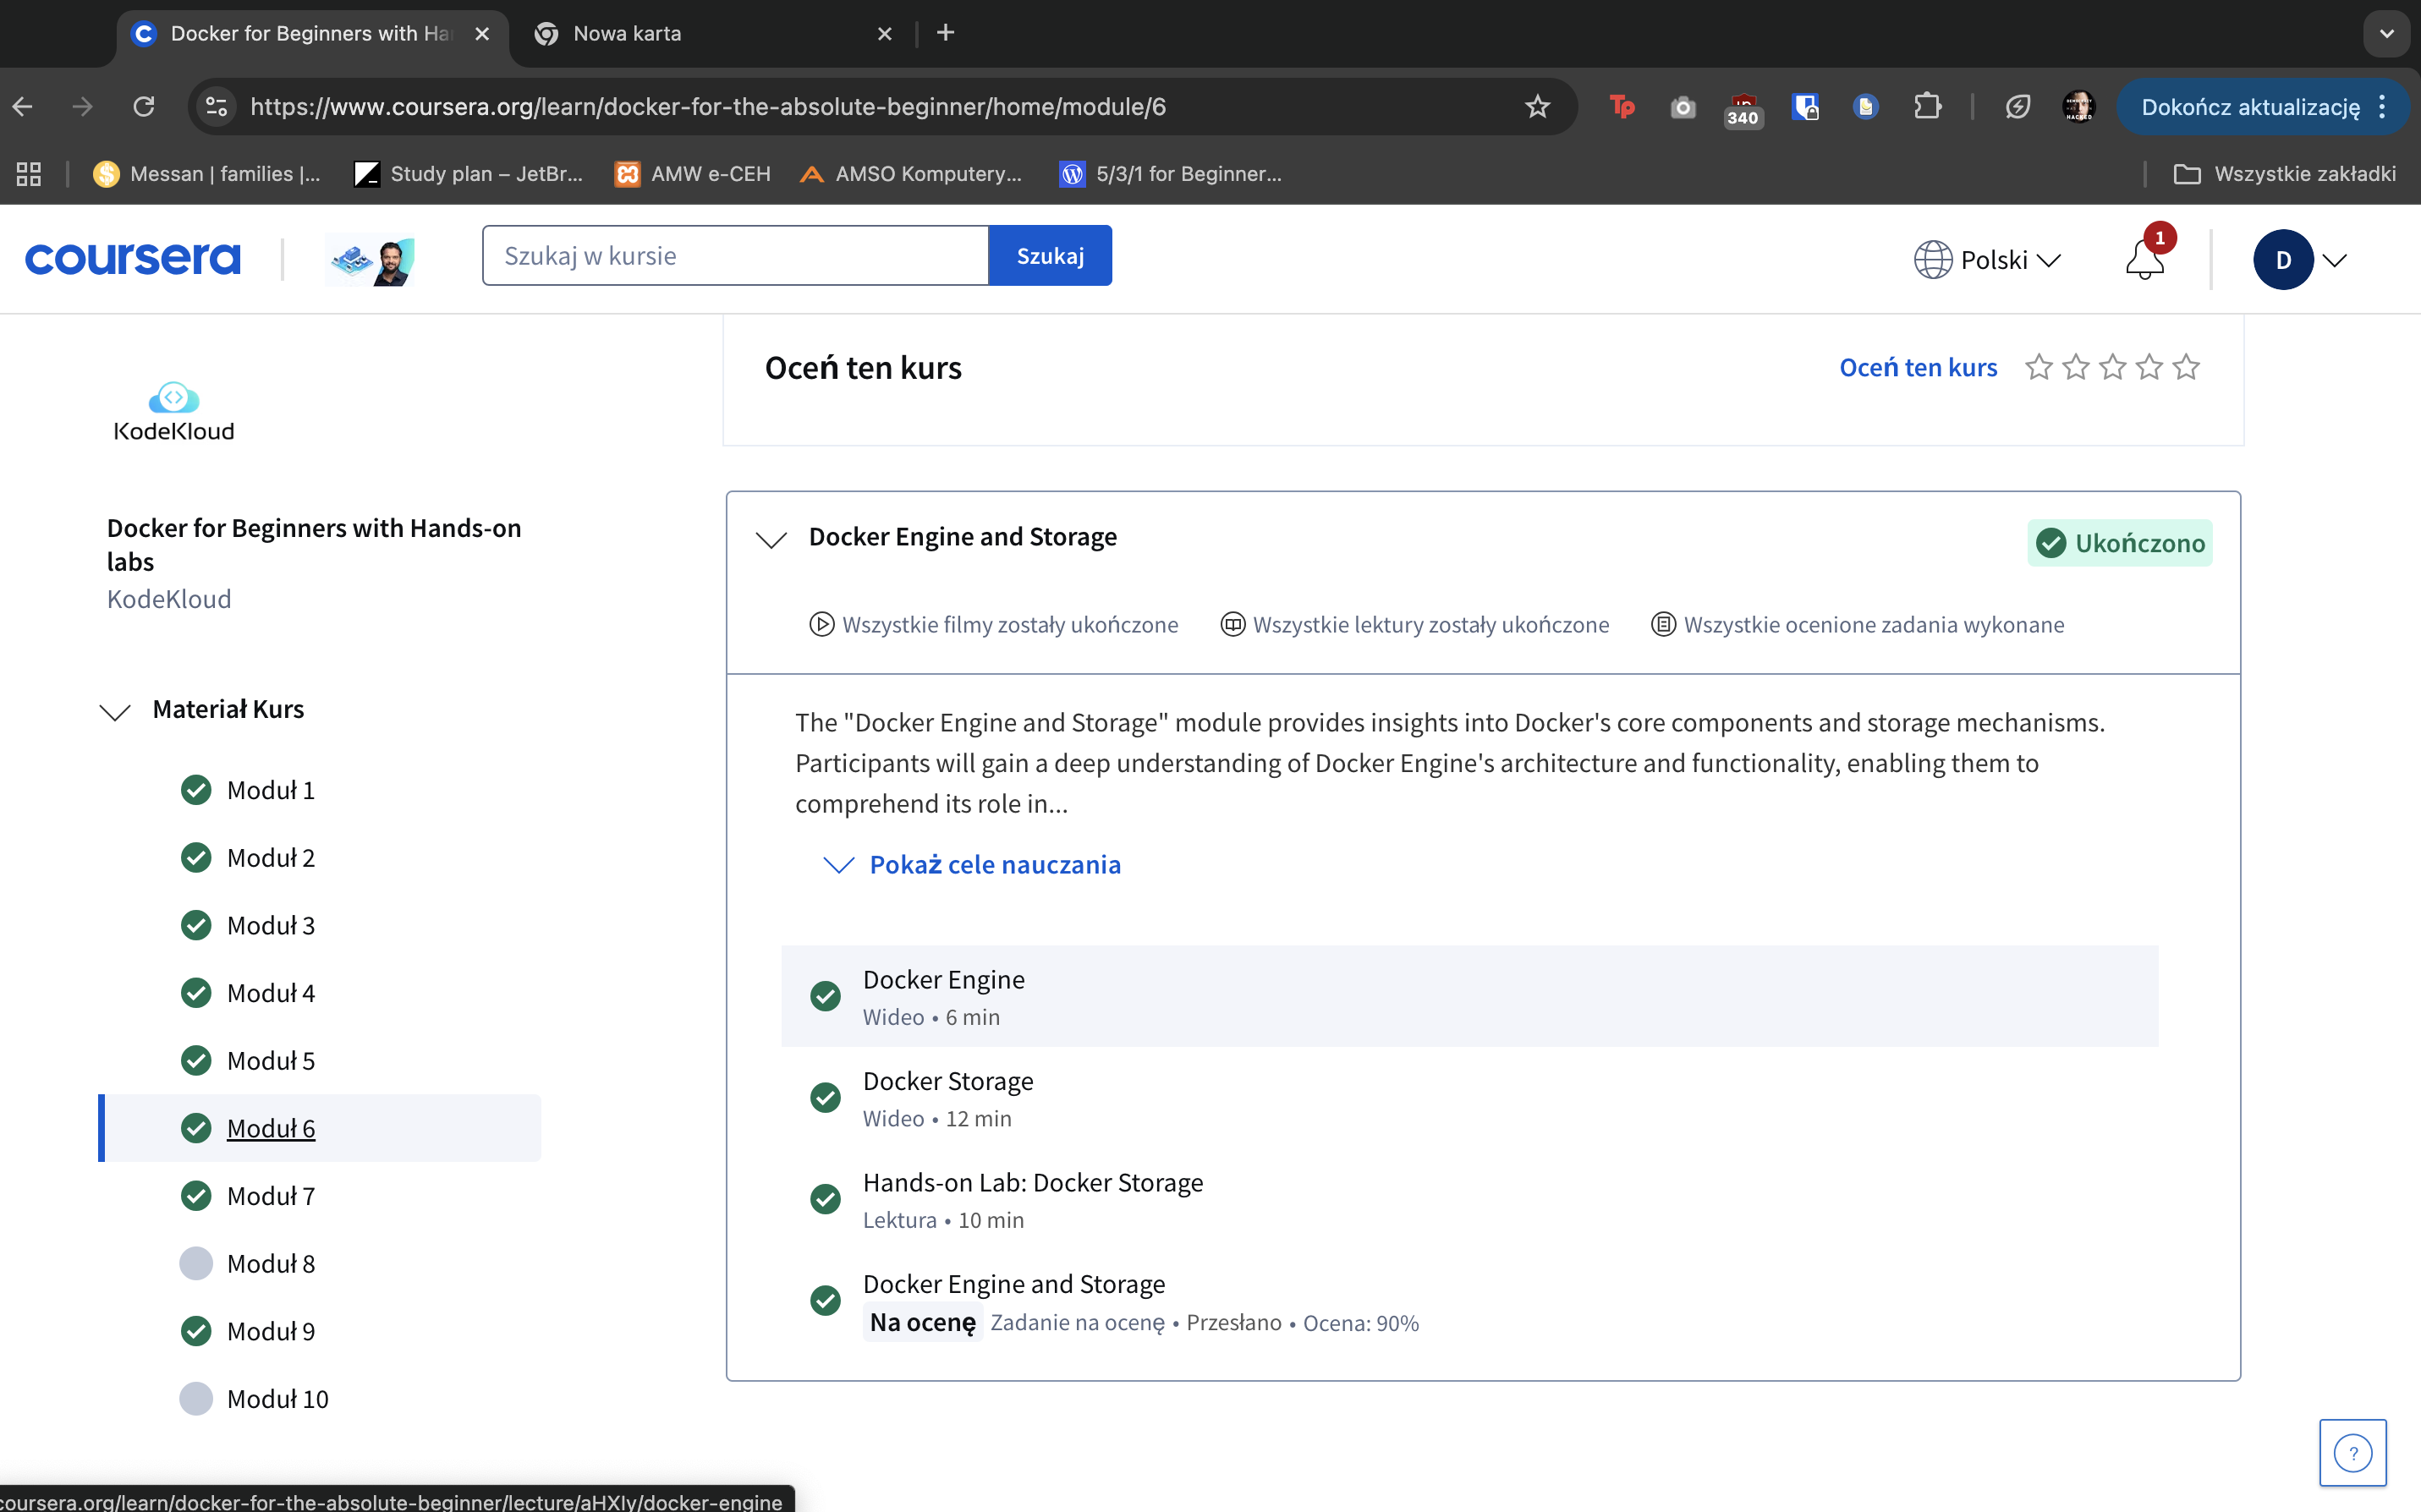 Docker for Beginners with Ha
Nowa karta
https://www.coursera.org/learn/docker-for-the-absolute-beginner/home/module/6
Tp
340
Dokończ aktualizację
Messan | families |...
Study plan – JetBr...
AMW e-CEH
AMSO Komputery...
5/3/1 for Beginner...
Wszystkie zakładki
coursera
Szukaj w kursie
Szukaj
Polski
1
D
KodeKloud
Docker for Beginners with Hands-on
labs
KodeKloud
Materiał Kurs
Moduł 1
Moduł 2
Moduł 3
Moduł 4
Moduł 5
Moduł 6
Moduł 7
Moduł 8
Moduł 9
Moduł 10
Oceń ten kurs
Oceń ten kurs
Docker Engine and Storage
Ukończono
Wszystkie filmy zostały ukończone
Wszystkie lektury zostały ukończone
Wszystkie ocenione zadania wykonane
The "Docker Engine and Storage" module provides insights into Docker's core components and storage mechanisms.
Participants will gain a deep understanding of Docker Engine's architecture and functionality, enabling them to
comprehend its role in...
Pokaż cele nauczania
Docker Engine
Wideo • 6 min
Docker Storage
Wideo • 12 min
Hands-on Lab: Docker Storage
Lektura • 10 min
Docker Engine and Storage
Na ocenę Zadanie na ocenę • Przesłano • Ocena: 90%
?
coursera.org/learn/docker-for-the-absolute-beginner/lecture/aHXIy/docker-engine